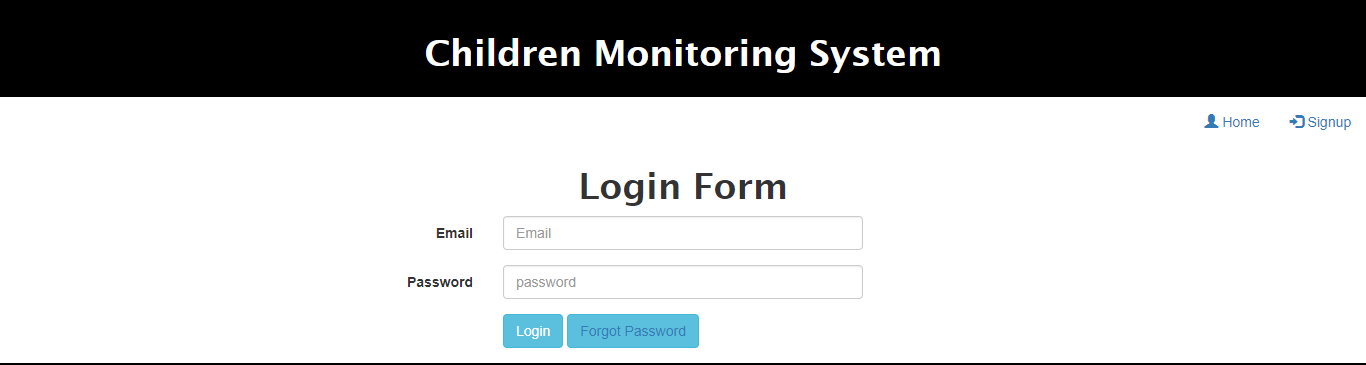 Children Monitoring System
Home Signup
Login Form
Email Email
Password password
Login Forgot Password